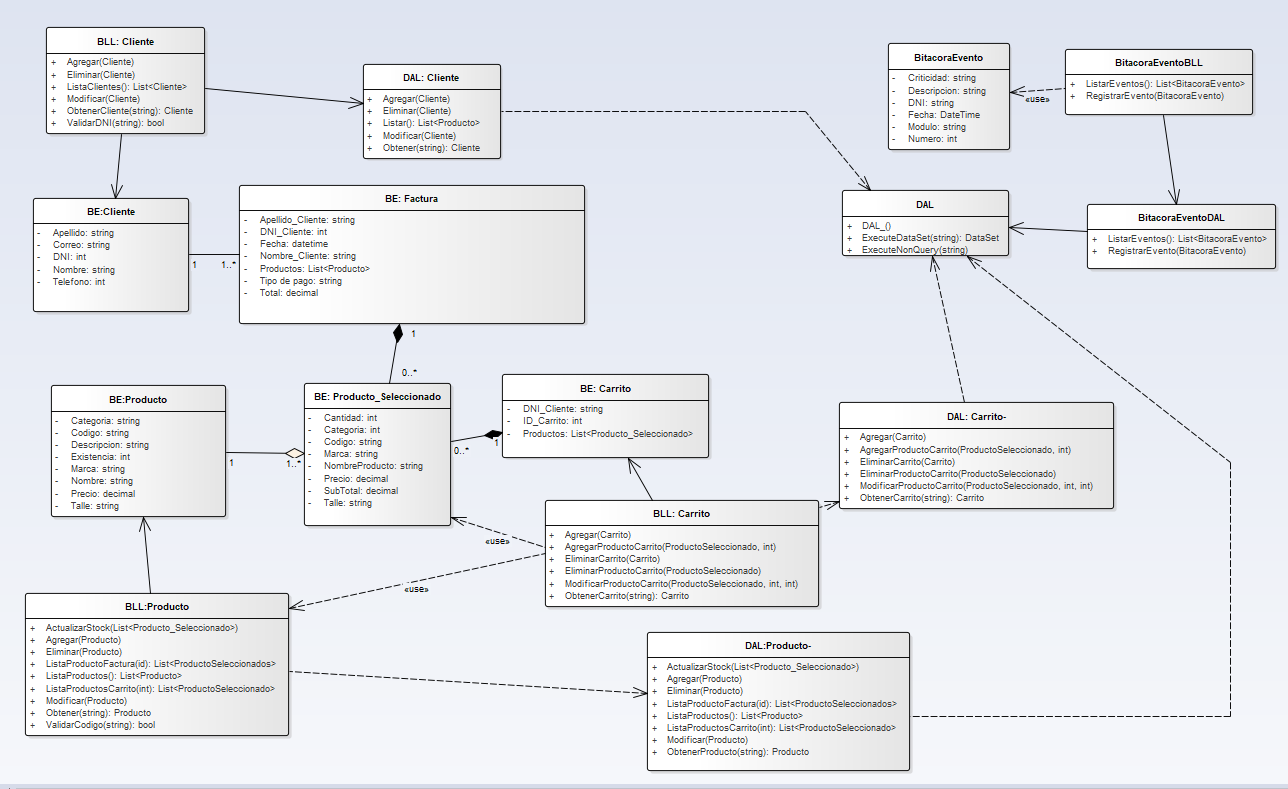 BLL: Cliente
+ Agregar(Cliente)
+ Eliminar(Cliente)
+ ListaClientes(): List<Cliente>
+ Modificar(Cliente)
+ ObtenerCliente(string): Cliente
+ ValidarDNI(string): bool
DAL: Cliente
+ Agregar(Cliente)
+ Eliminar(Cliente)
+ Listar(): List<Producto>
+ Modificar(Cliente)
+ Obtener(string): Cliente
BitacoraEvento
- Criticidad: string
- Descripcion: string
- DNI: string
- Fecha: DateTime
- Modulo: string
- Numero: int
«use»
BitacoraEventoBLL
+ ListarEventos(): List<BitacoraEvento>
+ RegistrarEvento(BitacoraEvento)
BE:Cliente
- Apellido: string
- Correo: string
- DNI: int
- Nombre: string
- Telefono: int
1
1..*
BE: Factura
- Apellido_Cliente: string
- DNI_Cliente: int
- Fecha: datetime
- Nombre_Cliente: string
- Productos: List<Producto>
- Tipo de pago: string
- Total: decimal
1
0..*
DAL
+ DAL_()
+ ExecuteDataSet(string): DataSet
+ ExecuteNonQuery(string)
BitacoraEventoDAL
+ ListarEventos(): List<BitacoraEvento>
+ RegistrarEvento(BitacoraEvento)
BE:Producto
- Categoria: string
- Codigo: string
- Descripcion: string
- Existencia: int
- Marca: string
- Nombre: string
- Precio: decimal
- Talle: string
1
1..*
BE: Producto_Seleccionado
- Cantidad: int
- Categoria: int
- Codigo: string
- Marca: string
- NombreProducto: string
- Precio: decimal
- SubTotal: decimal
- Talle: string
0..*
1
BE: Carrito
- DNI_Cliente: string
- ID_Carrito: int
- Productos: List<Producto_Seleccionado>
DAL: Carrito-
+ Agregar(Carrito)
+ AgregarProductoCarrito(ProductoSeleccionado, int)
+ EliminarCarrito(Carrito)
+ EliminarProductoCarrito(ProductoSeleccionado)
+ ModificarProductoCarrito(ProductoSeleccionado, int, int)
+ ObtenerCarrito(string): Carrito
BLL: Carrito
+ Agregar(Carrito)
+ AgregarProductoCarrito(ProductoSeleccionado, int)
+ EliminarCarrito(Carrito)
+ EliminarProductoCarrito(ProductoSeleccionado)
+ ModificarProductoCarrito(ProductoSeleccionado, int, int)
+ ObtenerCarrito(string): Carrito
«use»
«use»
BLL:Producto
+ ActualizarStock(List<Producto_Seleccionado>)
+ Agregar(Producto)
+ Eliminar(Producto)
+ ListaProductoFactura(id): List<ProductoSeleccionados>
+ ListaProductos(): List<Producto>
+ ListaProductosCarrito(int): List<ProductoSeleccionado>
+ Modificar(Producto)
+ Obtener(string): Producto
+ ValidarCodigo(string): bool
DAL:Producto-
+ ActualizarStock(List<Producto_Seleccionado>)
+ Agregar(Producto)
+ Eliminar(Producto)
+ ListaProductoFactura(id): List<ProductoSeleccionados>
+ ListaProductos(): List<Producto>
+ ListaProductosCarrito(int): List<ProductoSeleccionado>
+ Modificar(Producto)
+ ObtenerProducto(string): Producto